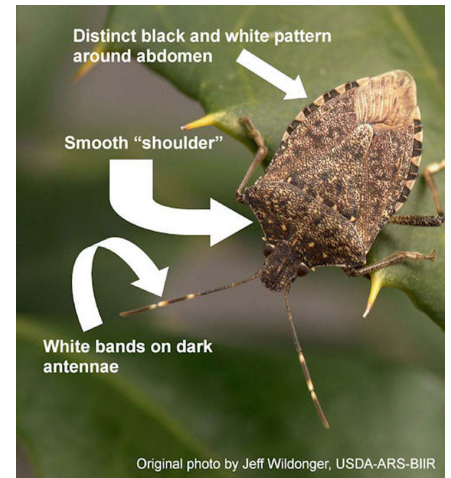 Distinct black and white pattern
around abdomen
Smooth “shoulder”
White bands on dark
antennae
Original photo by Jeff Wildonger, USDA-ARS-BIIR